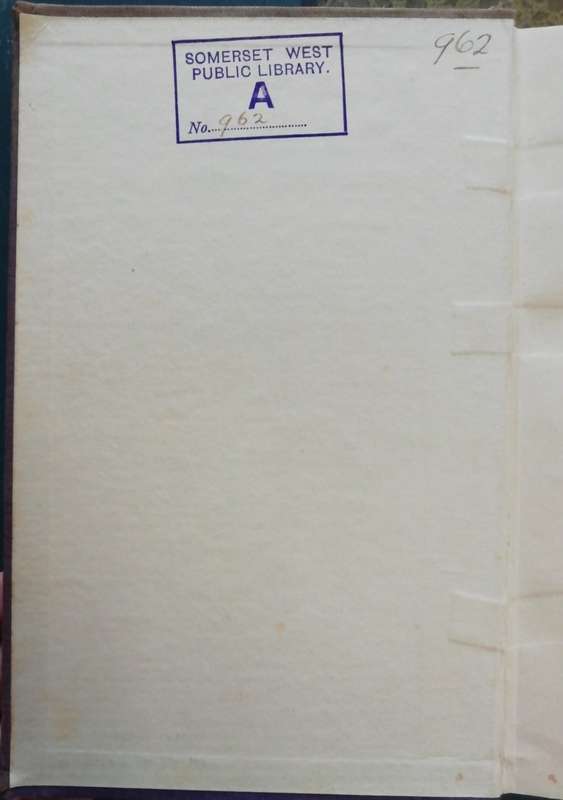 SOMERSET WEST
PUBLIC LIBRARY.
A
No. 962
962